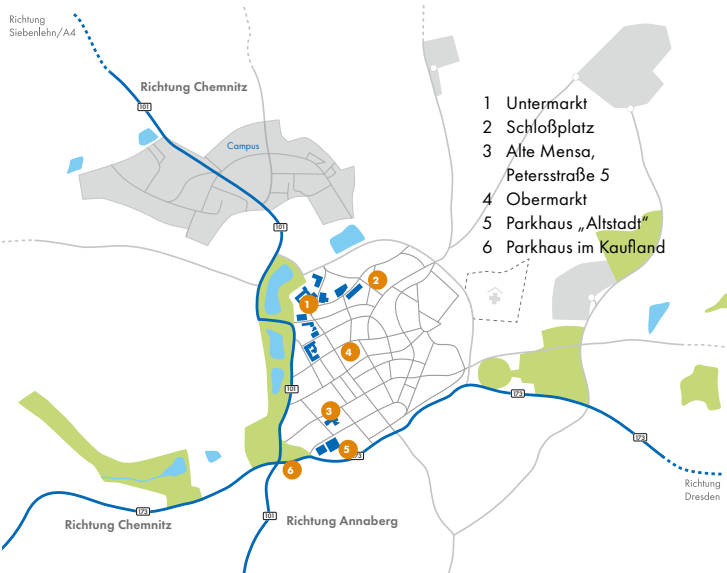 Richtung
Siebenlehn/A4
Richtung Chemnitz
101
Campus
1 Untermarkt
2 Schloßplatz
3 Alte Mensa,
Petersstraße 5
4 Obermarkt
5 Parkhaus „Altstadt“
6 Parkhaus im Kaufland
101
2
1
4
101
173
3
173
5
173
6
Richtung
Dresden
173
101
Richtung Chemnitz
Richtung Annaberg